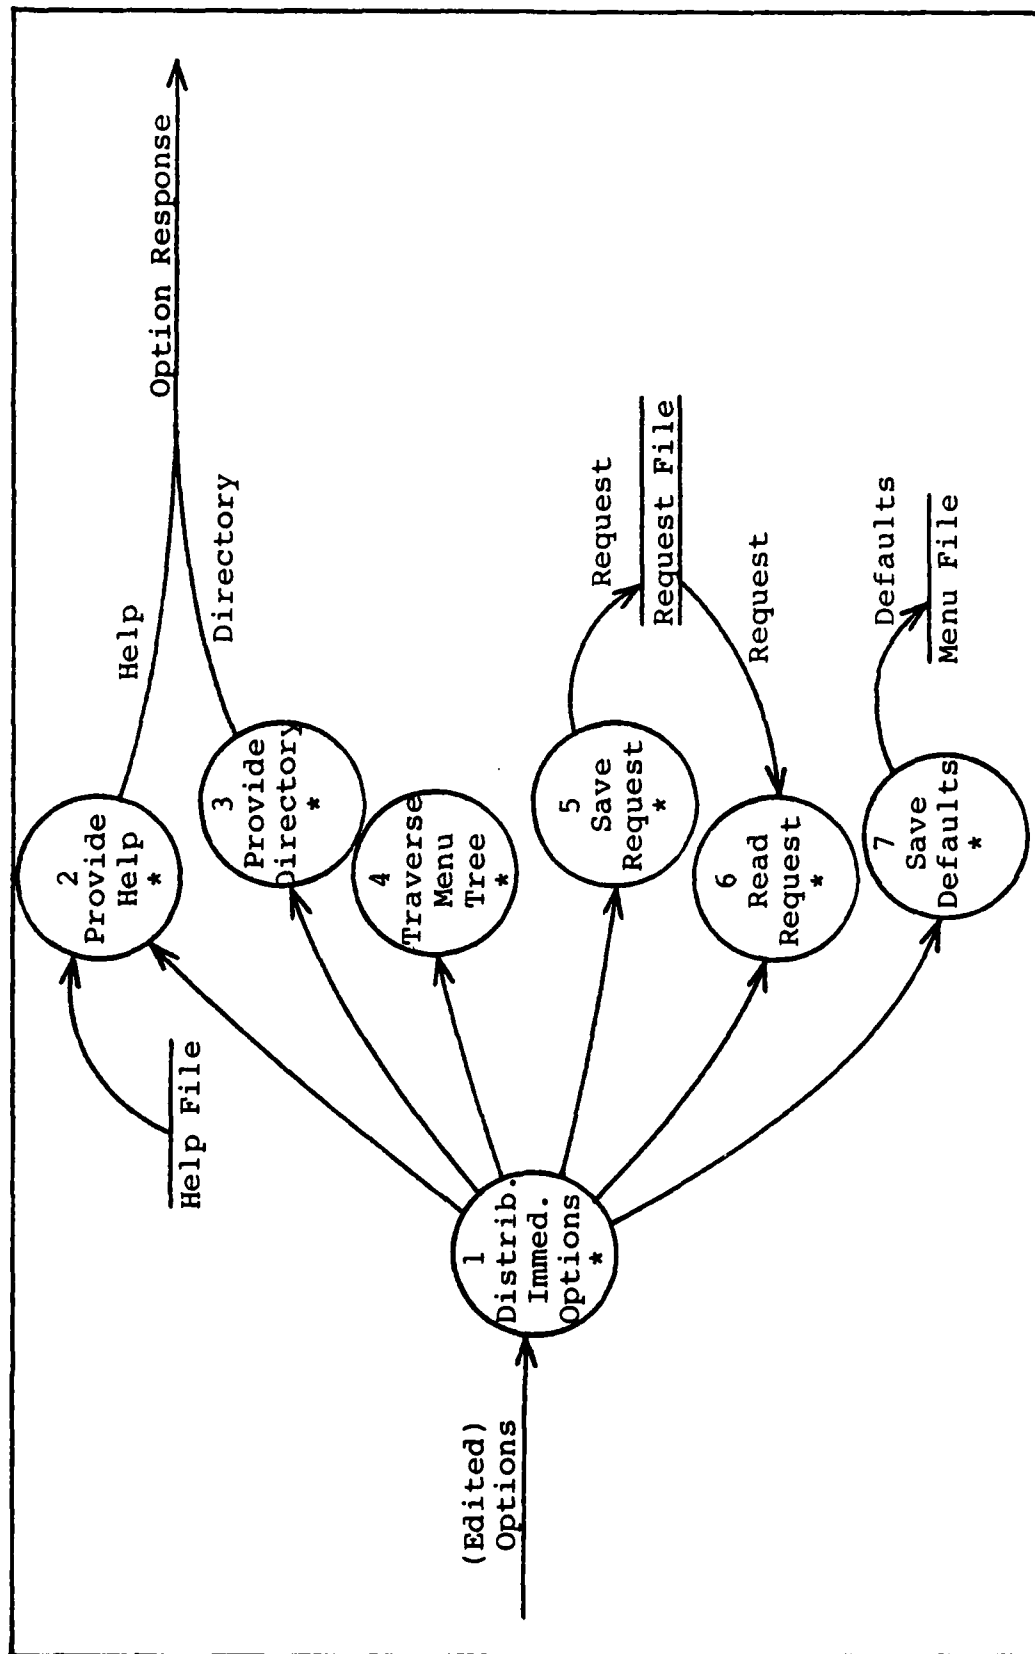 (Edited)
Options
1
Distrib.
Immed.
Options
*
Help File
2
Provide
Help
*
Help
3
Provide
Directory
*
Directory
Option Response
4
Traverse
Menu
Tree
*
5
Save
Request
*
Request
Request File
Request
6
Read
Request
*
7
Save
Defaults
*
Defaults
Menu File